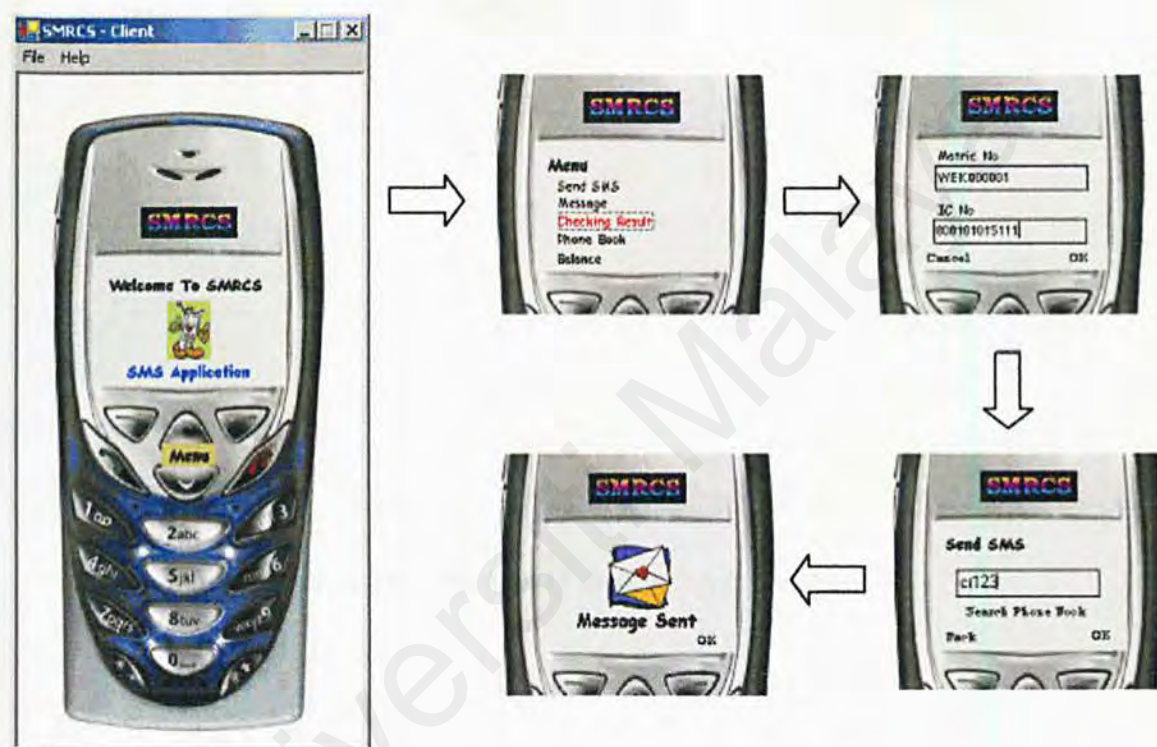 SMRCS - Client
File Help
SMRCS
Welcome To SMRCS
SMS Application
Menu
2abc
3
5jkl
6
8tuv
SMRCS
Menu
Send SMS
Message
Checking Result
Phone Book
Balance
SMRCS
Matric No
WEK000001
IC No
800101015111
Cancel OK
SMRCS
Send SMS
cr123
Search Phone Book
Back OK
SMRCS
Message Sent
OK